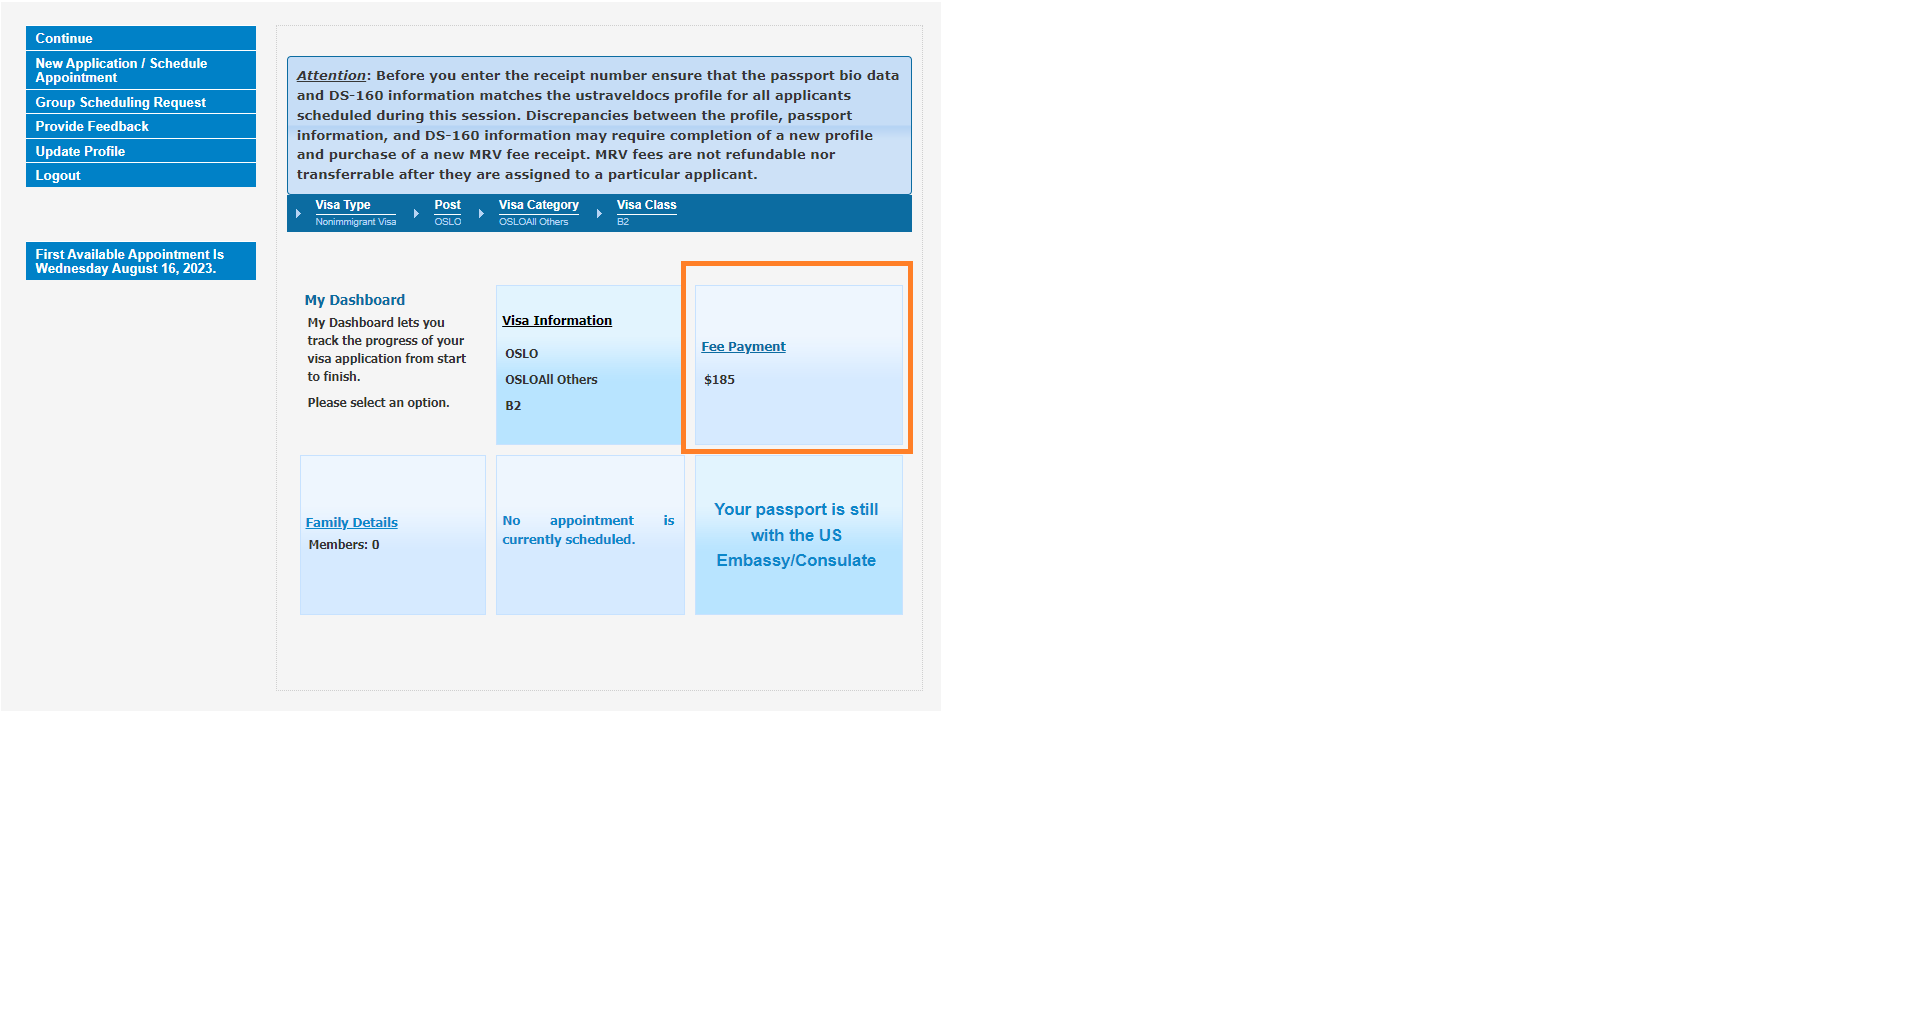 Continue
New Application / Schedule
Appointment
Group Scheduling Request
Provide Feedback
Update Profile
Logout
First Available Appointment Is
Wednesday August 16, 2023.
Attention: Before you enter the receipt number ensure that the passport bio data
and DS-160 information matches the ustraveldocs profile for all applicants
scheduled during this session. Discrepancies between the profile, passport
information, and DS-160 information may require completion of a new profile
and purchase of a new MRV fee receipt. MRV fees are not refundable nor
transferrable after they are assigned to a particular applicant.
Visa Type Post Visa Category Visa Class
Nonimmigrant Visa OSLO OSLOAll Others B2
My Dashboard
My Dashboard lets you
track the progress of your
visa application from start
to finish.
Please select an option.
Visa Information
OSLO
OSLOAll Others
B2
Fee Payment
$185
Family Details
Members: 0
No appointment is
currently scheduled.
Your passport is still
with the US
Embassy/Consulate